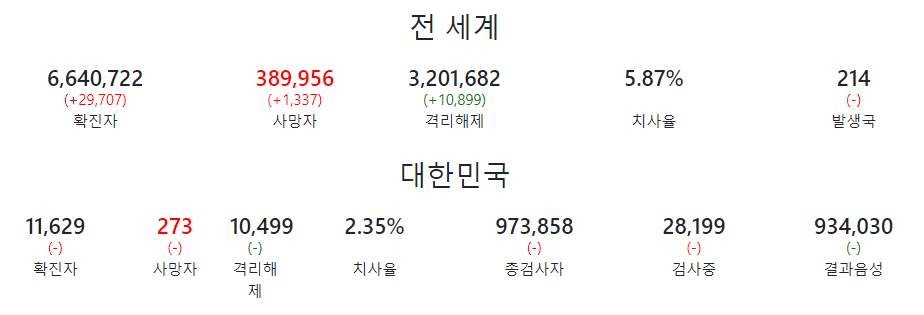 전 세계
6,640,722 389,956 3,201,682 5.87% 214
(+29,707) (+1,337) (+10,899) (-)
확진자 사망자 격리해제 치사율 발생국
대한민국
11,629 273 10,499 2.35% 973,858 28,199 934,030
(-) (-) (-) (-) (-) (-)
확진자 사망자 격리해 치사율 총검사자 검사중 결과음성
제